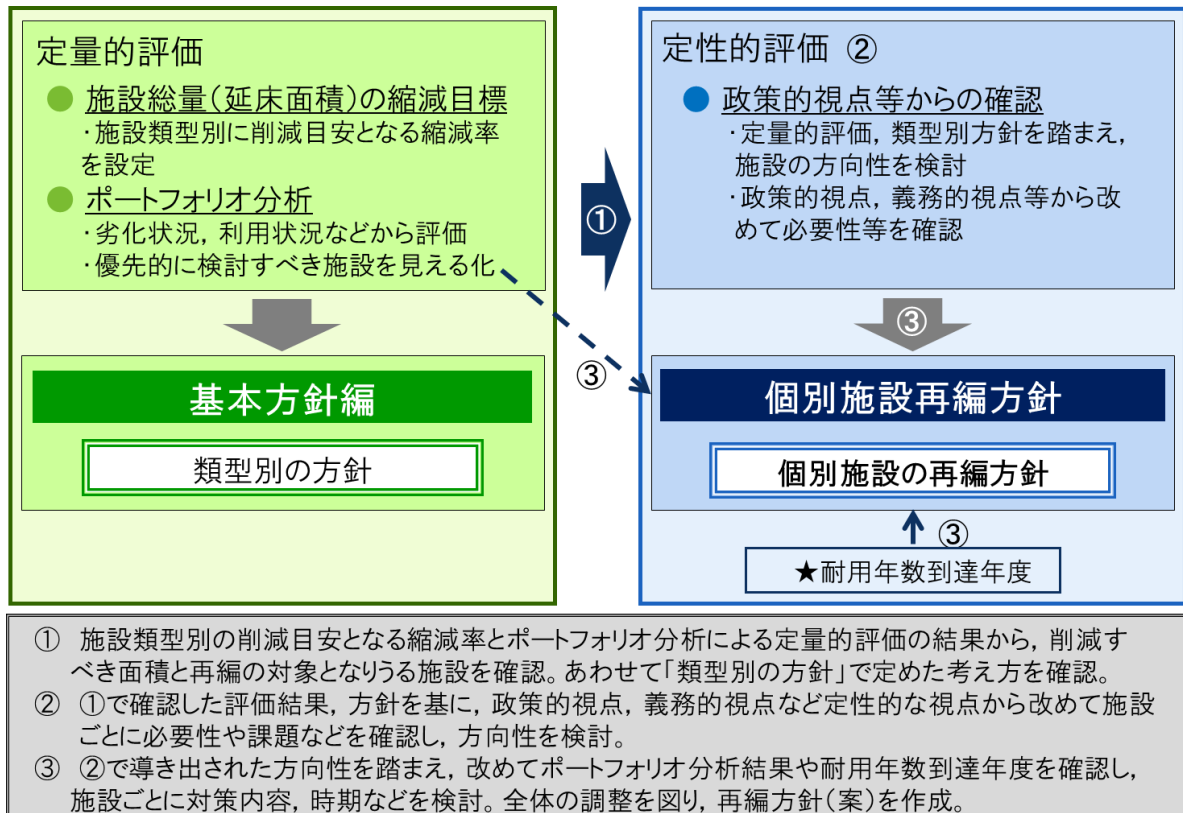 定量的評価
● 施設総量(延床面積)の縮減目標
・施設類型別に削減目安となる縮減率
を設定
● ポートフォリオ分析
・劣化状況，利用状況などから評価
・優先的に検討すべき施設を見える化
基本方針編
類型別の方針
①
③
定性的評価 ②
● 政策的視点等からの確認
・定量的評価，類型別方針を踏まえ，
施設の方向性を検討
・政策的視点，義務的視点等から改
めて必要性等を確認
③
個別施設再編方針
個別施設の再編方針
③
★耐用年数到達年度
① 施設類型別の削減目安となる縮減率とポートフォリオ分析による定量的評価の結果から，削減す
べき面積と再編の対象となりうる施設を確認。あわせて「類型別の方針」で定めた考え方を確認。
② ①で確認した評価結果，方針を基に，政策的視点，義務的視点など定性的な視点から改めて施設
ごとに必要性や課題などを確認し，方向性を検討。
③ ②で導き出された方向性を踏まえ，改めてポートフォリオ分析結果や耐用年数到達年度を確認し，
施設ごとに対策内容，時期などを検討。全体の調整を図り，再編方針(案)を作成。